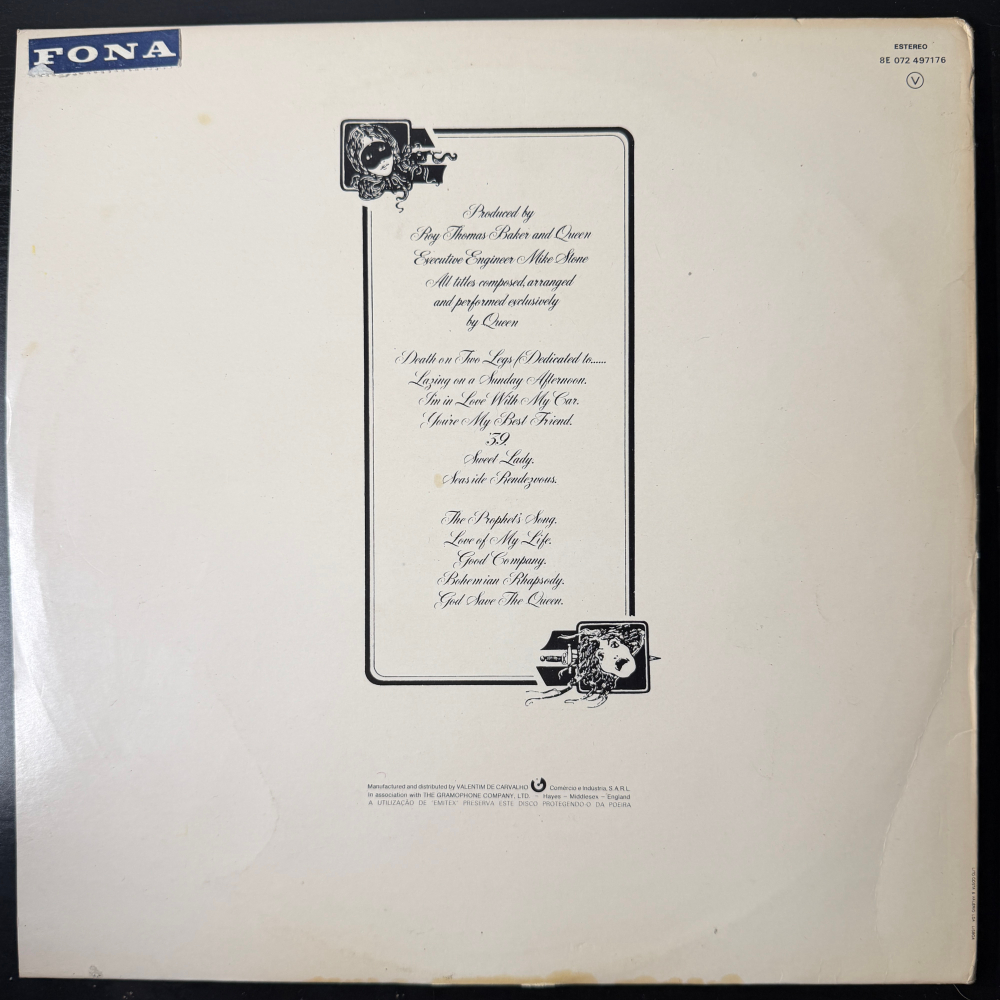 FONA
ESTEREO
8E 072 497176
V
Produced by
Roy Thomas Baker and Queen
Executive Engineer Mike Stone
All titles composed, arranged
and performed exclusively
by Queen
Death on Two Legs (Dedicated to......
Lazing on a Sunday Afternoon.
I'm in Love With My Car.
You're My Best Friend.
'39.
Sweet Lady.
Seaside Rendezvous.
The Prophet's Song.
Love of My Life.
Good Company.
Bohemian Rhapsody.
God Save The Queen.
Manufactured and distributed by VALENTIM DE CARVALHO Comércio e Indústria, S.A.R.L.
In association with THE GRAMOPHONE COMPANY, LTD. - Hayes - Middlesex - England
A UTILIZAÇÃO DE "EMITEX" PRESERVA ESTE DISCO PROTEGENDO-O DA POEIRA